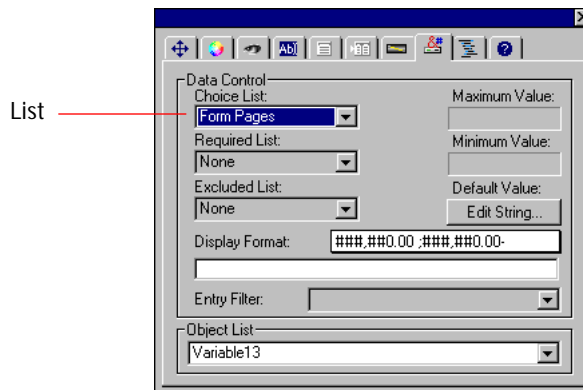 Ab
&#
?
Data Control
Choice List:
Maximum Value:
List
Form Pages
Required List:
Minimum Value:
None
Excluded List:
Default Value:
None
Edit String...
Display Format:
###,##0.00 ;###,##0.00-
Entry Filter:
Object List
Variable13